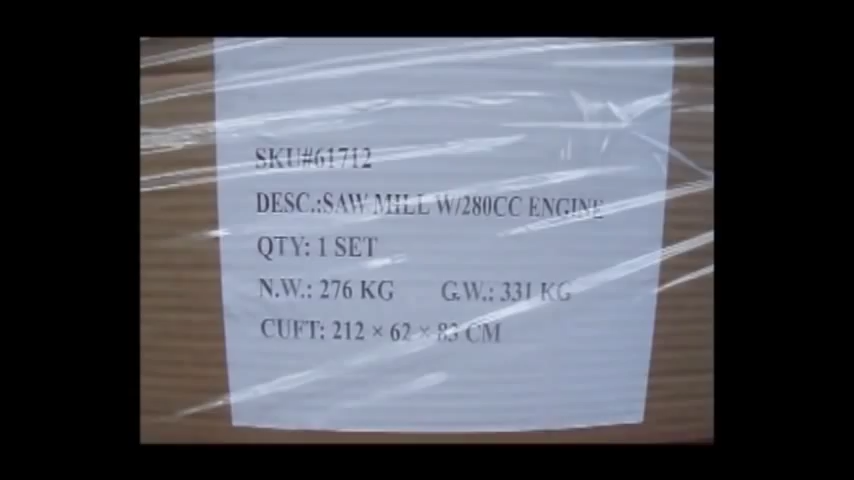 SKU#61712
DESC.:SAW MILL W/280CC ENGINE
QTY: 1 SET
N.W.: 276 KG G.W.: 331 KG
CUFT: 212 × 62 × 83 CM